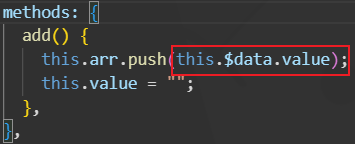 methods: {
add() {
this.arr.push(this.$data.value);
this.value = "";
},
},